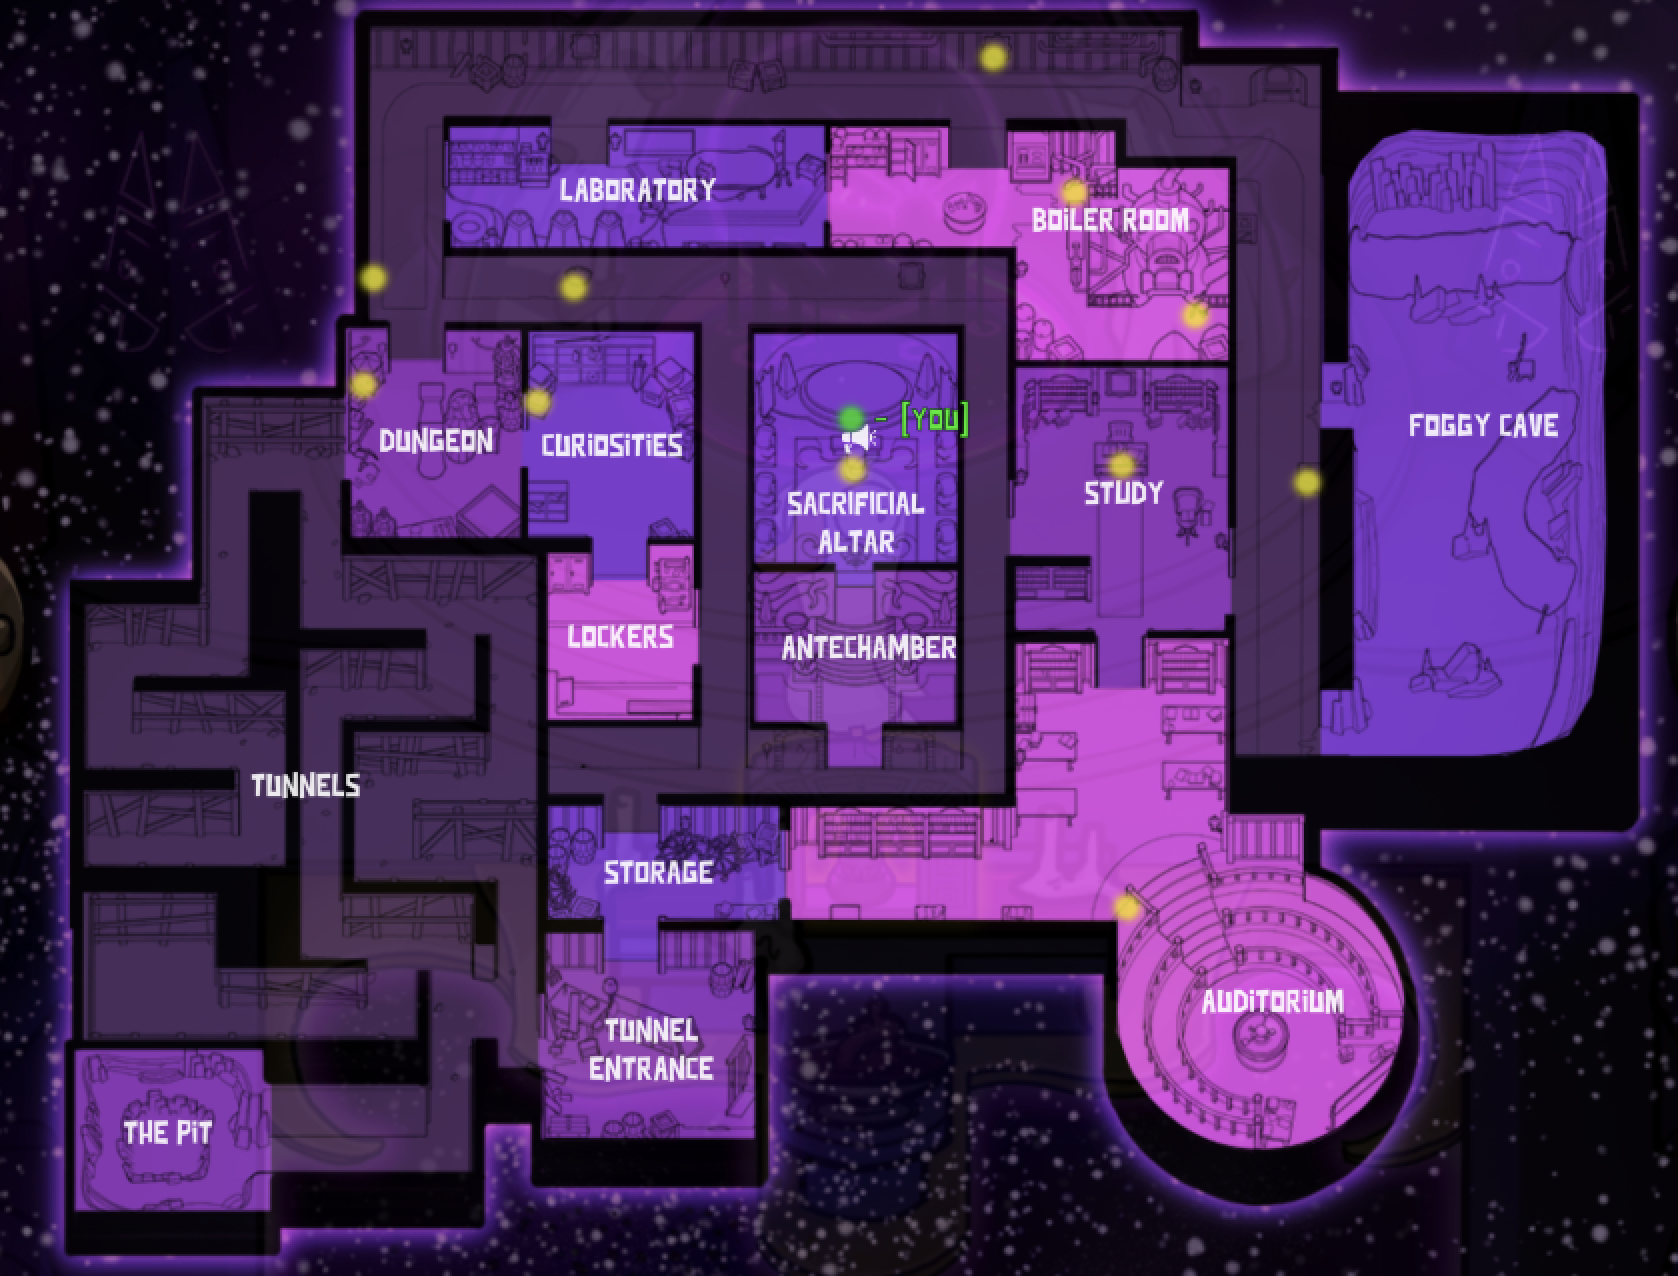 LABORATORY
BOILER ROOM
DUNGEON
CURIOSITIES
- [YOU]
FOGGY CAVE
SACRIFICIAL
ALTAR
STUDY
LOCKERS
ANTECHAMBER
TUNNELS
STORAGE
TUNNEL
ENTRANCE
AUDITORIUM
THE PIT